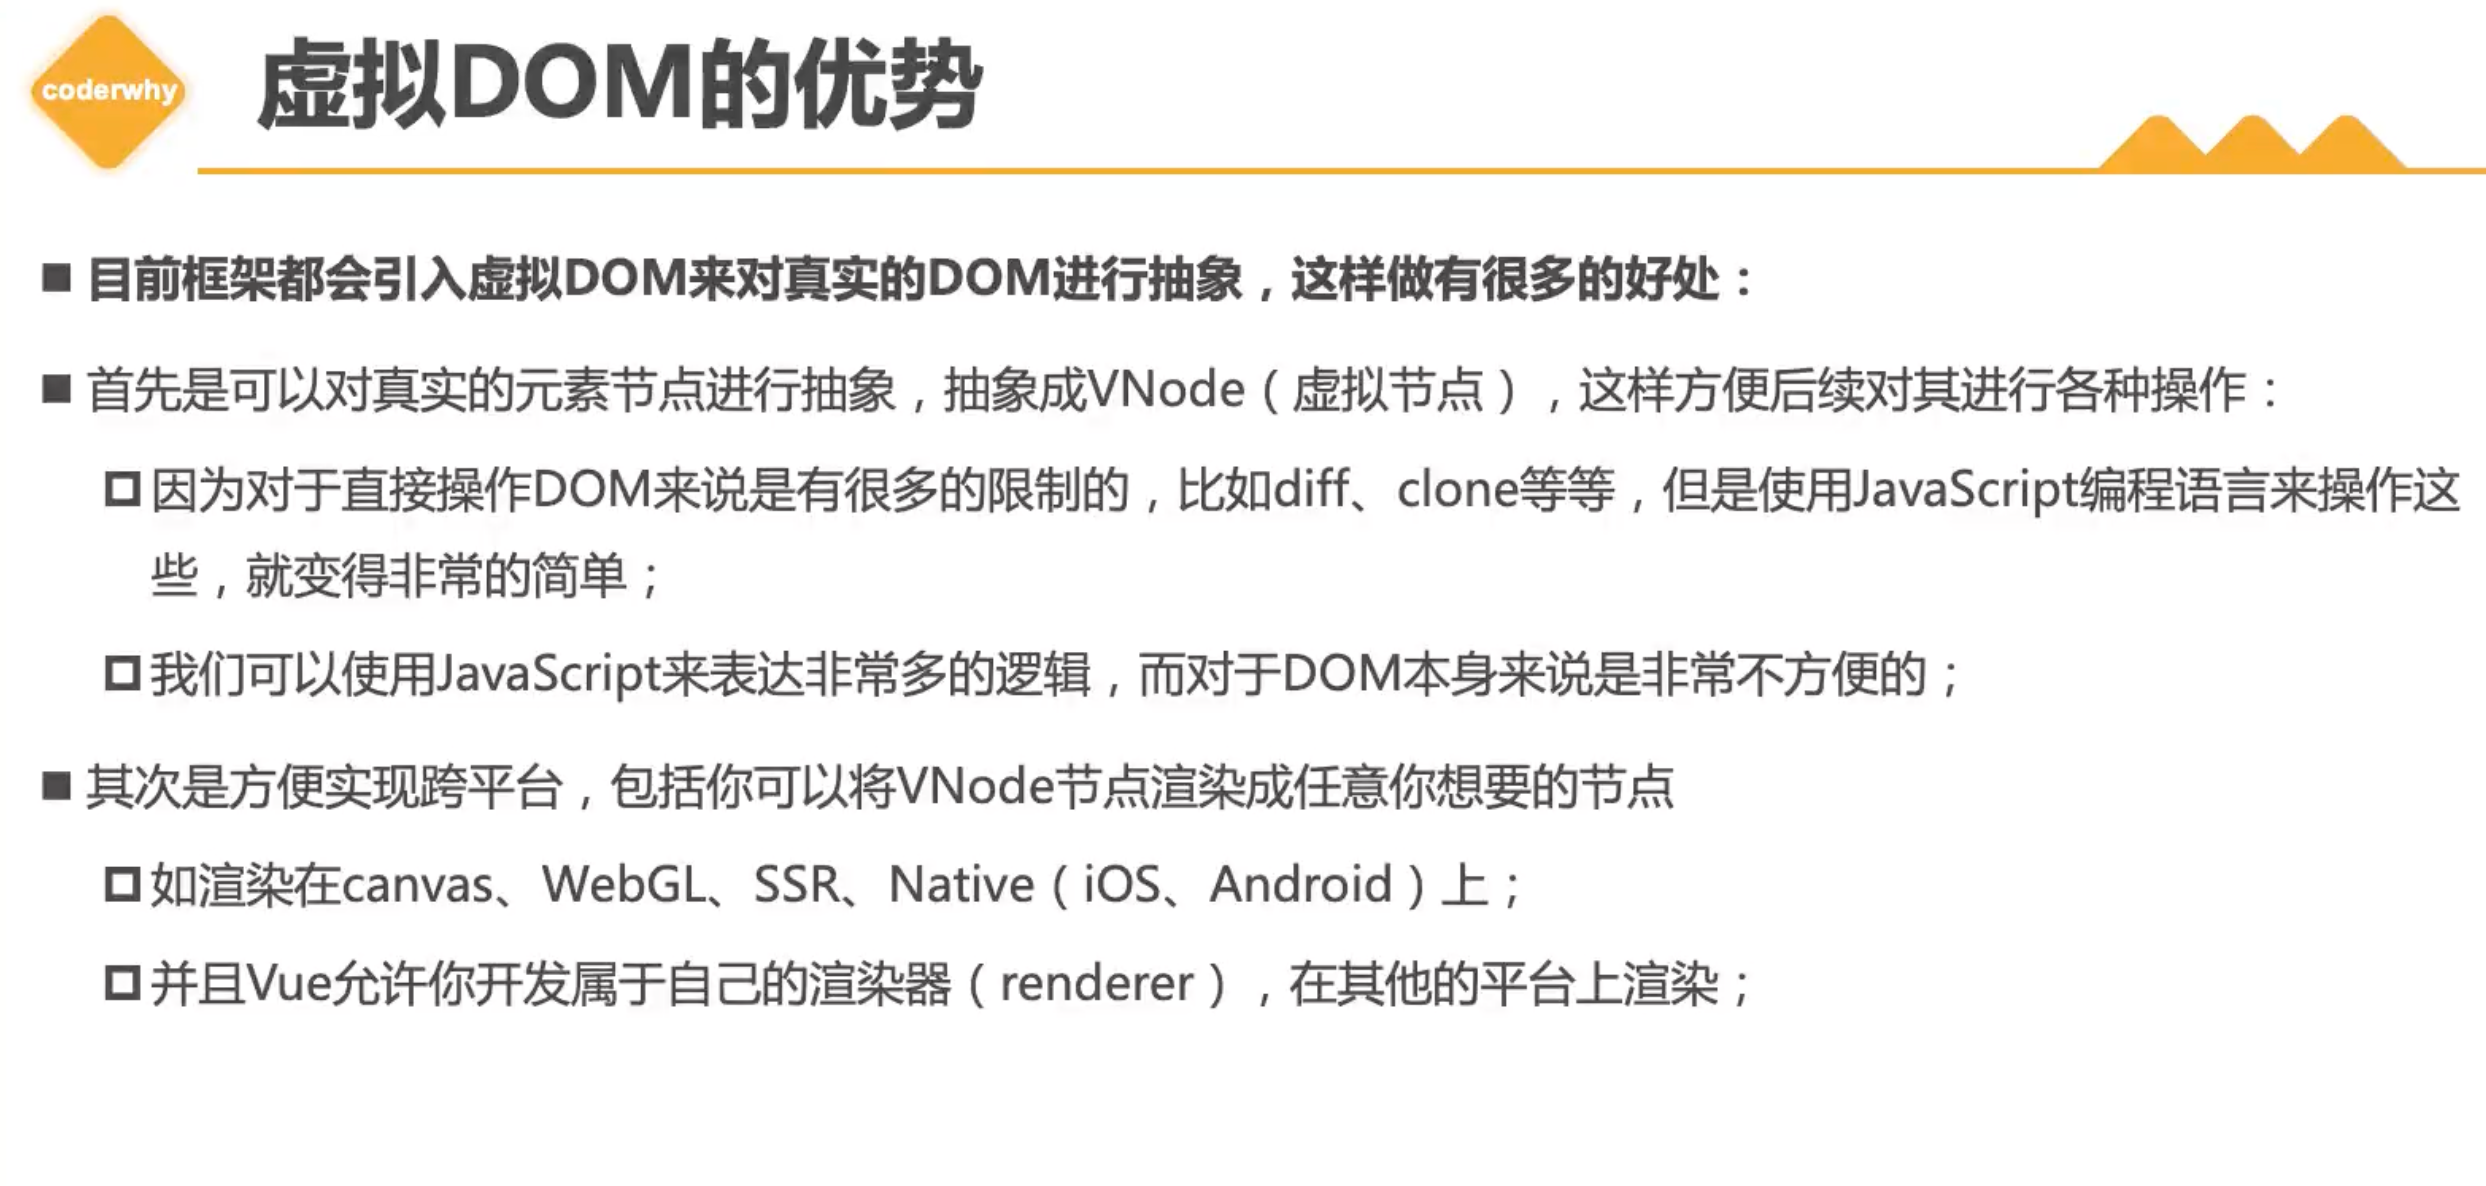 coderwhy
虚拟DOM的优势
■ 目前框架都会引入虚拟DOM来对真实的DOM进行抽象，这样做有很多的好处：
■ 首先是可以对真实的元素节点进行抽象，抽象成VNode（虚拟节点），这样方便后续对其进行各种操作：
因为对于直接操作DOM来说是有很多的限制的，比如diff、clone等等，但是使用JavaScript编程语言来操作这
些，就变得非常的简单；
我们可以使用JavaScript来表达非常多的逻辑，而对于DOM本身来说是非常不方便的；
■ 其次是方便实现跨平台，包括你可以将VNode节点渲染成任意你想要的节点
如渲染在canvas、WebGL、SSR、Native（iOS、Android）上；
并且Vue允许你开发属于自己的渲染器（renderer），在其他的平台上渲染；